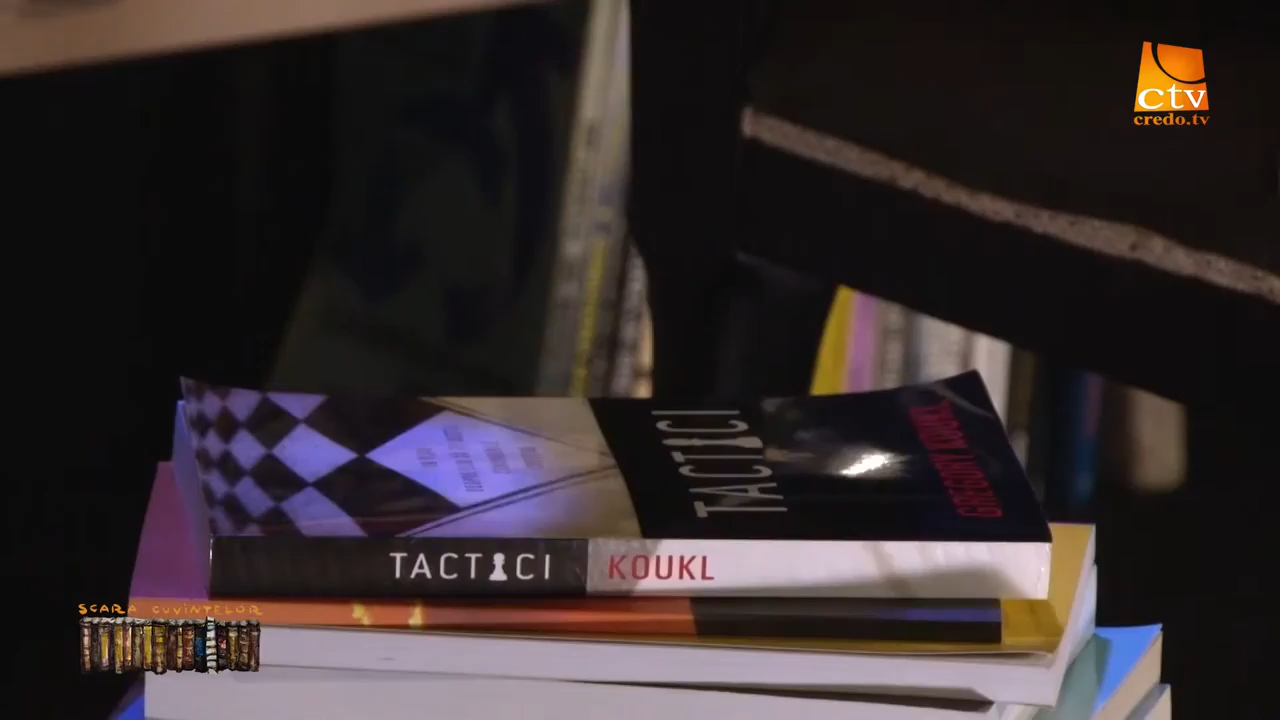 ctv
credo.tv
TACTICI
GREGORY KOUKL
TACTICI KOUKL
SCARA CUVINTELOR